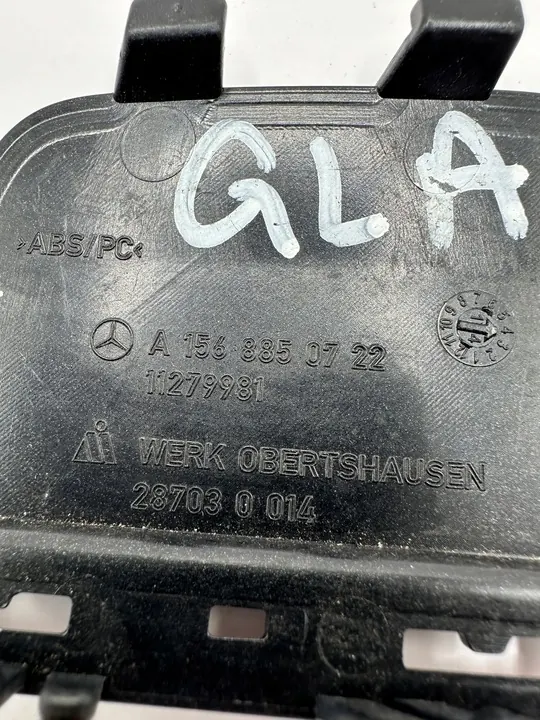 GLA
>ABS/PC<
A 156 885 07 22
11279981
WERK OBERTSHAUSEN
28703 0 014